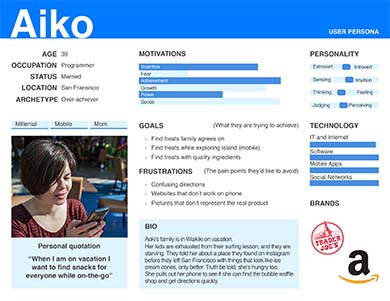 Aiko
USER PERSONA
AGE 39
OCCUPATION Programmer
STATUS Married
LOCATION San Francisco
ARCHETYPE Over-achiever
Millenial Mobile Mom
Personal quotation
"When I am on vacation I
want to find snacks for
everyone while on-the-go"
MOTIVATIONS
Incentive
Fear
Achievement
Growth
Power
Social
GOALS (What they are trying to achieve)
- Find treats family agrees on
- Find treats while exploring island (mobile)
- Find treats with quality ingredients
FRUSTRATIONS (The pain points they'd like to avoid)
- Confusing directions
- Websites that don't work on phone
- Pictures that don't represent the real product
BIO
Aoki's family is in Waikiki on vacation.
Her kids are exhausted from their surfing lesson, and they are
starving. They told her about a place they found on Instagram
before they left San Francisco with things that look like ice
cream cones, only better. Truth be told, she's hungry too.
She pulls out her phone to see if she can find the bubble waffle
shop and get directions quickly.
PERSONALITY
Extrovert Introvert
Sensing Intuition
Thinking Feeling
Judging Perceiving
TECHNOLOGY
IT and Internet
Software
Mobile Apps
Social Networks
BRANDS
TRADER
JOE'S
a